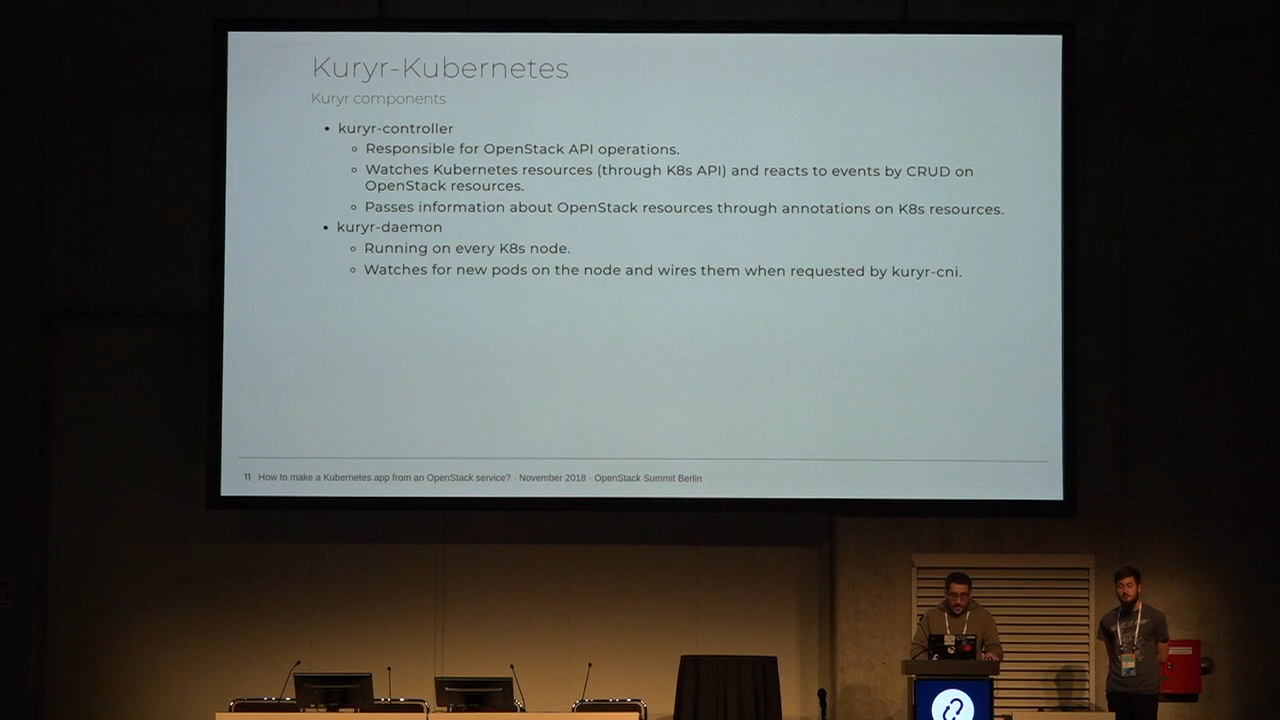 Kuryr-Kubernetes
Kuryr components
• kuryr-controller
◦ Responsible for OpenStack API operations.
◦ Watches Kubernetes resources (through K8s API) and reacts to events by CRUD on
OpenStack resources.
◦ Passes information about OpenStack resources through annotations on K8s resources.
• kuryr-daemon
◦ Running on every K8s node.
◦ Watches for new pods on the node and wires them when requested by kuryr-cni.
11 How to make a Kubernetes app from an OpenStack service? · November 2018 · OpenStack Summit Berlin